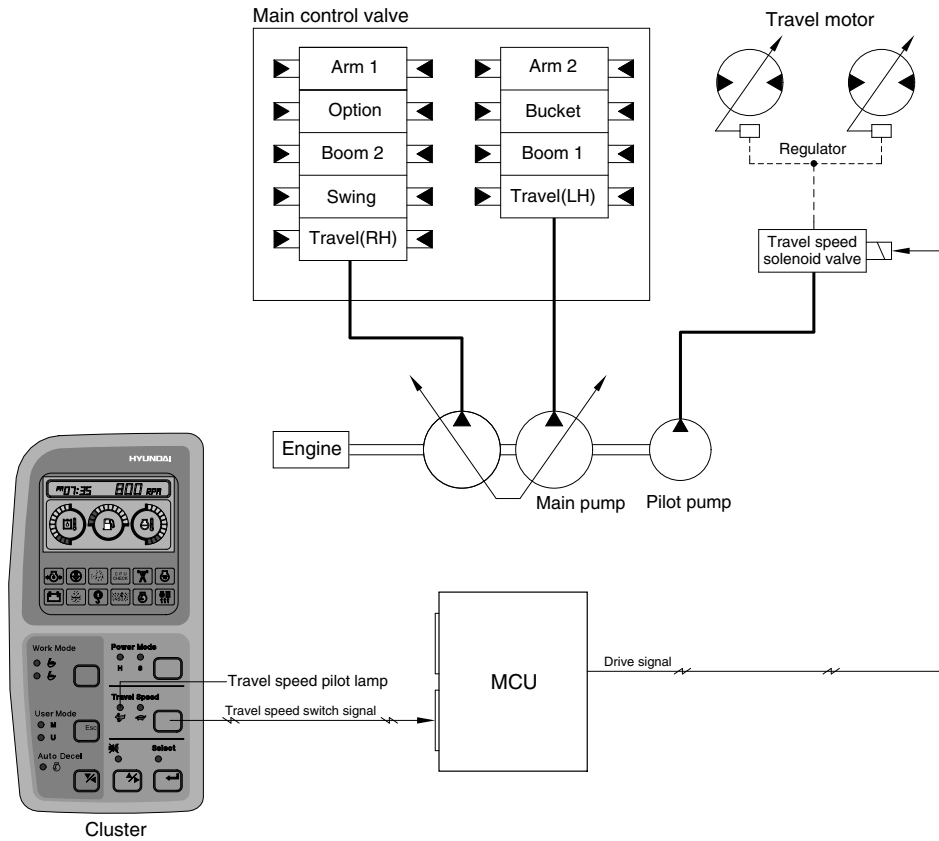 Main control valve
Travel motor
Arm 1
Arm 2
Option
Bucket
Boom 2
Boom 1
Regulator
Swing
Travel(LH)
Travel(RH)
Travel speed
solenoid valve
Engine
Main pump
Pilot pump
HYUNDAI
PM 07:35 800 RPM
CPU
CHECK
Work Mode
Power Mode
H S
Travel speed pilot lamp
Travel Speed
Travel speed switch signal
User Mode
M
U
Esc
Auto Decel
Select
MCU
Drive signal
Cluster